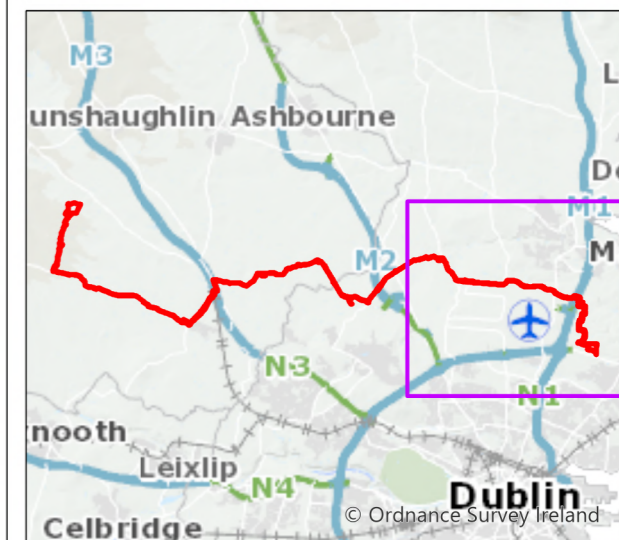 M3
L
unshaughlin Ashbourne
De
M1
M
M2
N3
N1
nooth
Leixlip
N4
Dublin
© Ordnance Survey Ireland
Celbridge